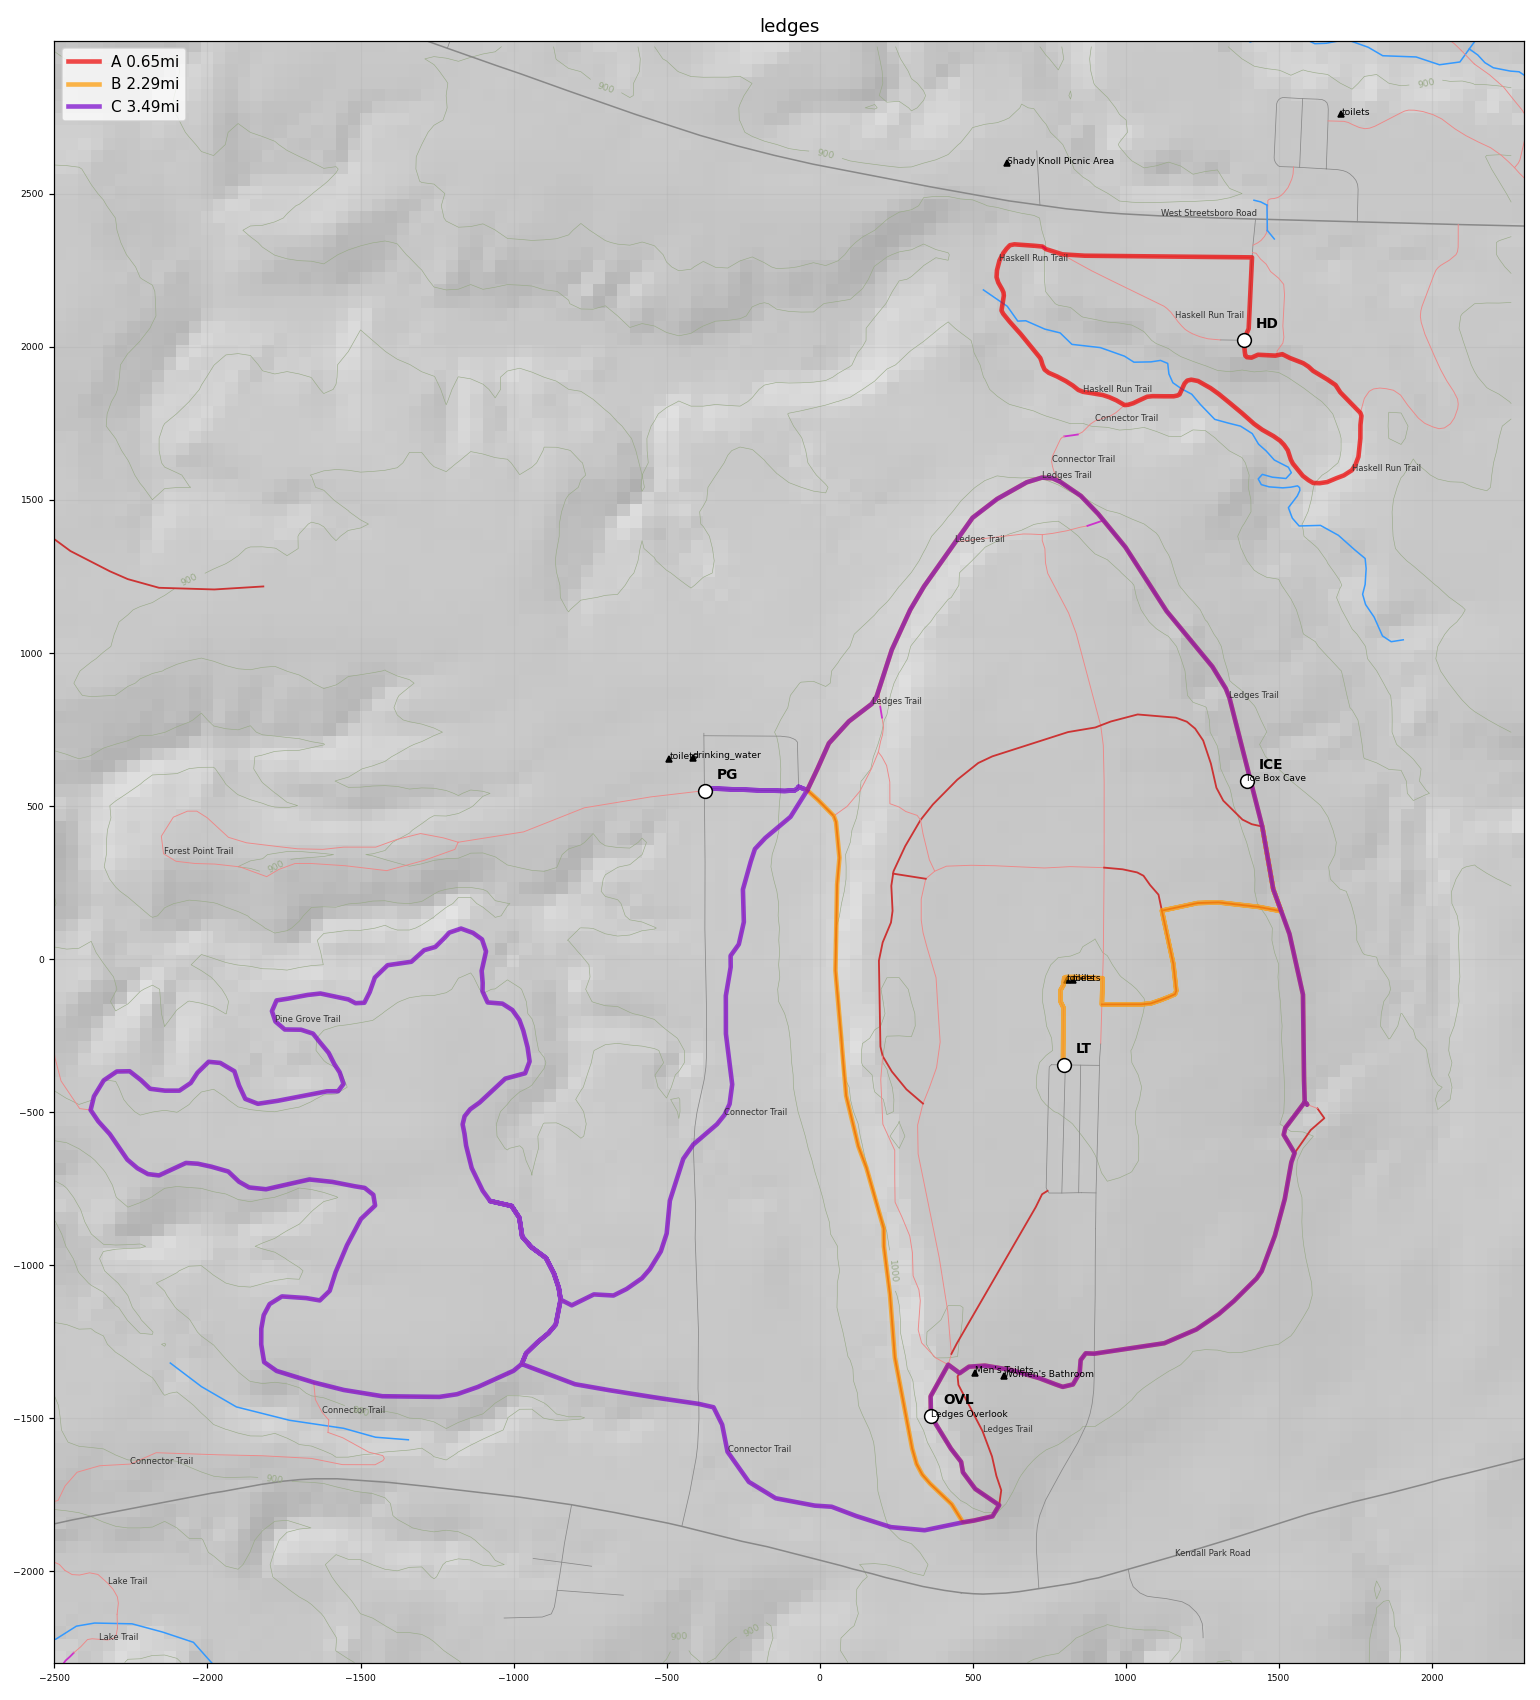 ledges
A 0.65mi
B 2.29mi
C 3.49mi
900
900
900
toilets
Shady Knoll Picnic Area
West Streetsboro Road
Haskell Run Trail
Haskell Run Trail
HD
Haskell Run Trail
Connector Trail
Connector Trail
Haskell Run Trail
Ledges Trail
Ledges Trail
900
Ledges Trail
Ledges Trail
toilets
drinking_water
PG
ICE
Ice Box Cave
Forest Point Trail
900
toilets
Pine Grove Trail
LT
Connector Trail
1000
Men's Toilets
Women's Bathroom
OVL
Ledges Overlook
Connector Trail
Ledges Trail
Connector Trail
Connector Trail
900
Kendall Park Road
Lake Trail
Lake Trail
900
900
2500
2000
1500
1000
500
0
−500
−1000
−1500
−2000
−2500
−2000
−1500
−1000
−500
0
500
1000
1500
2000